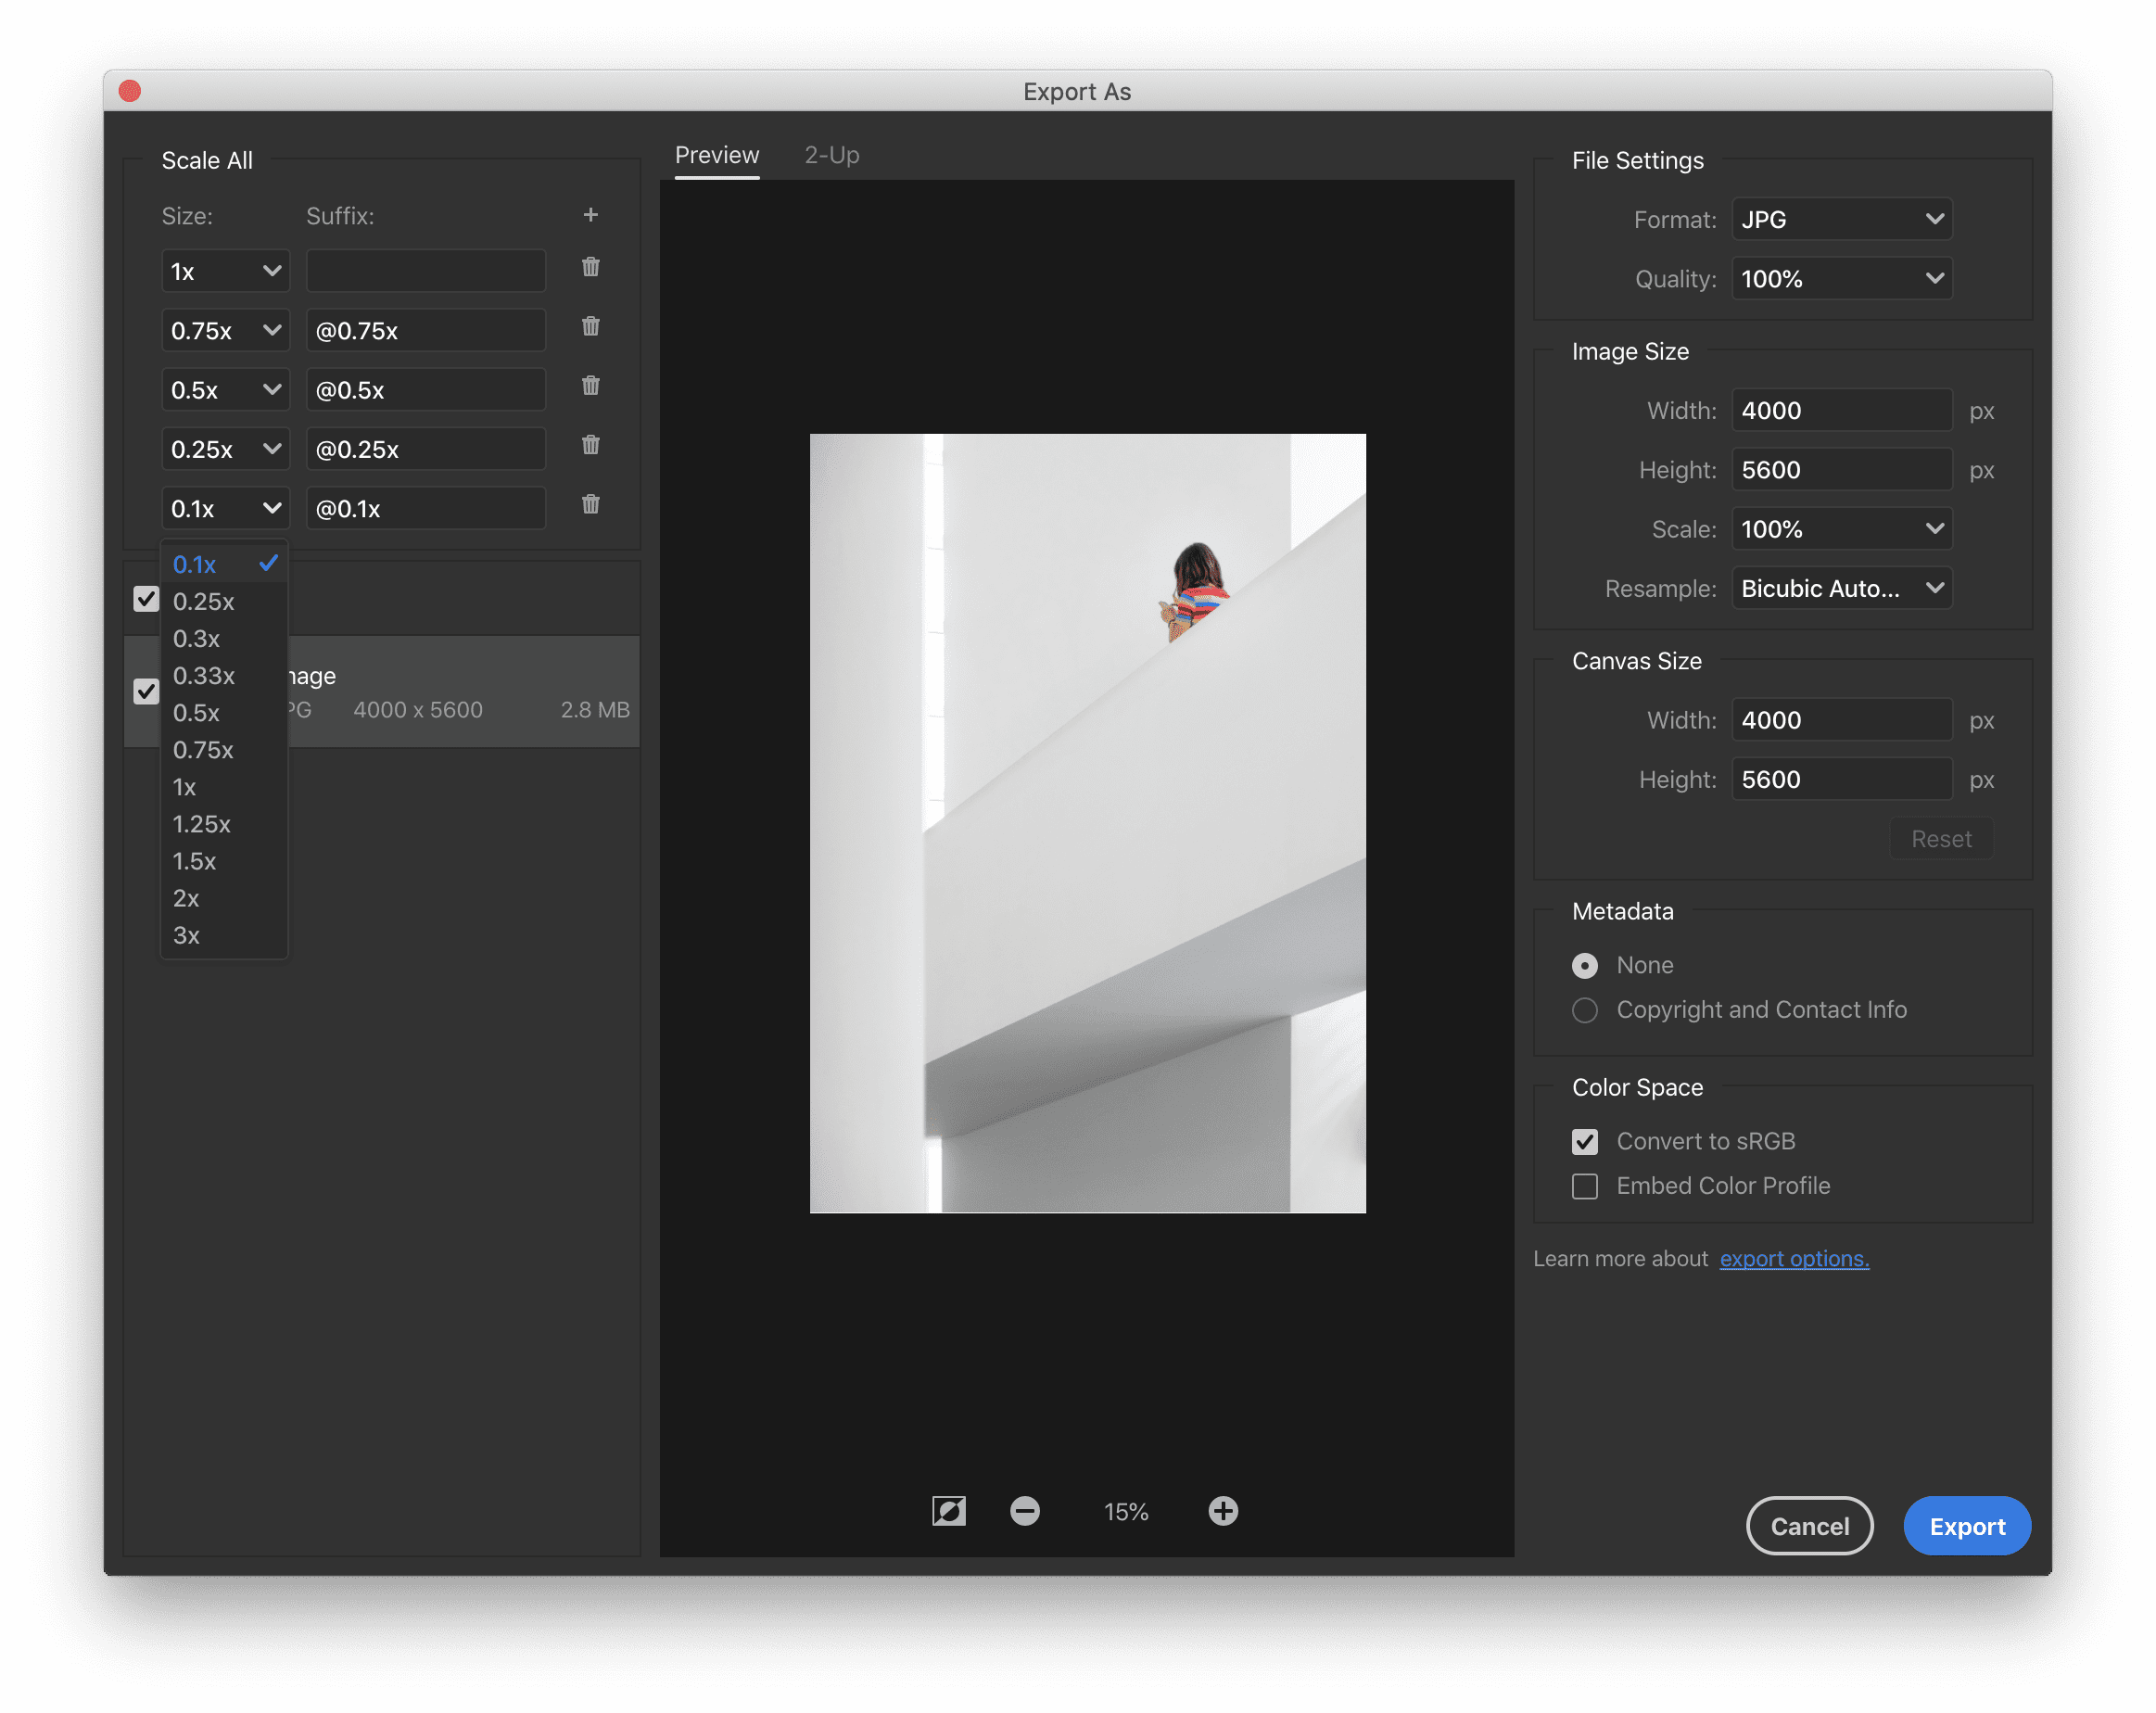 Export As
Scale All
Size: Suffix:
1x
0.75x @0.75x
0.5x @0.5x
0.25x @0.25x
0.1x @0.1x
0.1x
0.25x
0.3x
0.33x
0.5x
0.75x
1x
1.25x
1.5x
2x
3x
4000 x 5600 2.8 MB
Preview 2-Up
15%
File Settings
Format: JPG
Quality: 100%
Image Size
Width: 4000 px
Height: 5600 px
Scale: 100%
Resample: Bicubic Auto...
Canvas Size
Width: 4000 px
Height: 5600 px
Reset
Metadata
None
Copyright and Contact Info
Color Space
Convert to sRGB
Embed Color Profile
Learn more about export options.
Cancel Export